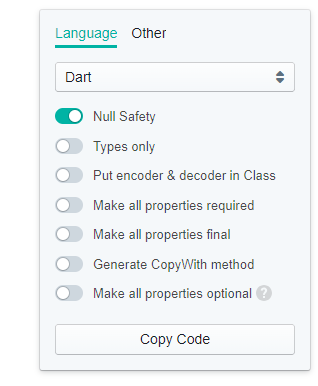 Language Other
Dart
Null Safety
Types only
Put encoder & decoder in Class
Make all properties required
Make all properties final
Generate CopyWith method
Make all properties optional ?
Copy Code